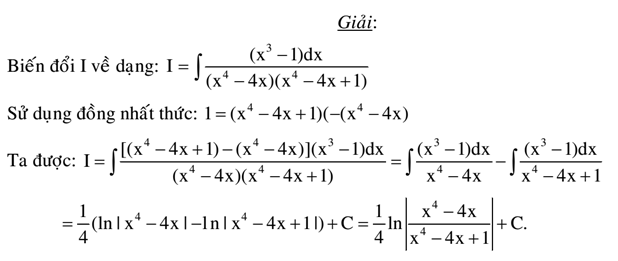 Giải:
Biến đổi I về dạng: I = ∫ (x³ − 1)dx / (x⁴ − 4x)(x⁴ − 4x + 1)
Sử dụng đồng nhất thức: 1 = (x⁴ − 4x + 1)(−(x⁴ − 4x)
Ta được: I = ∫ [(x⁴ − 4x + 1) − (x⁴ − 4x)](x³ − 1)dx / (x⁴ − 4x)(x⁴ − 4x + 1) = ∫ (x³ − 1)dx / x⁴ − 4x − ∫ (x³ − 1)dx / x⁴ − 4x + 1
= 1/4 (ln | x⁴ − 4x | −ln | x⁴ − 4x + 1 |) + C = 1/4 ln | x⁴ − 4x / x⁴ − 4x + 1 | + C.